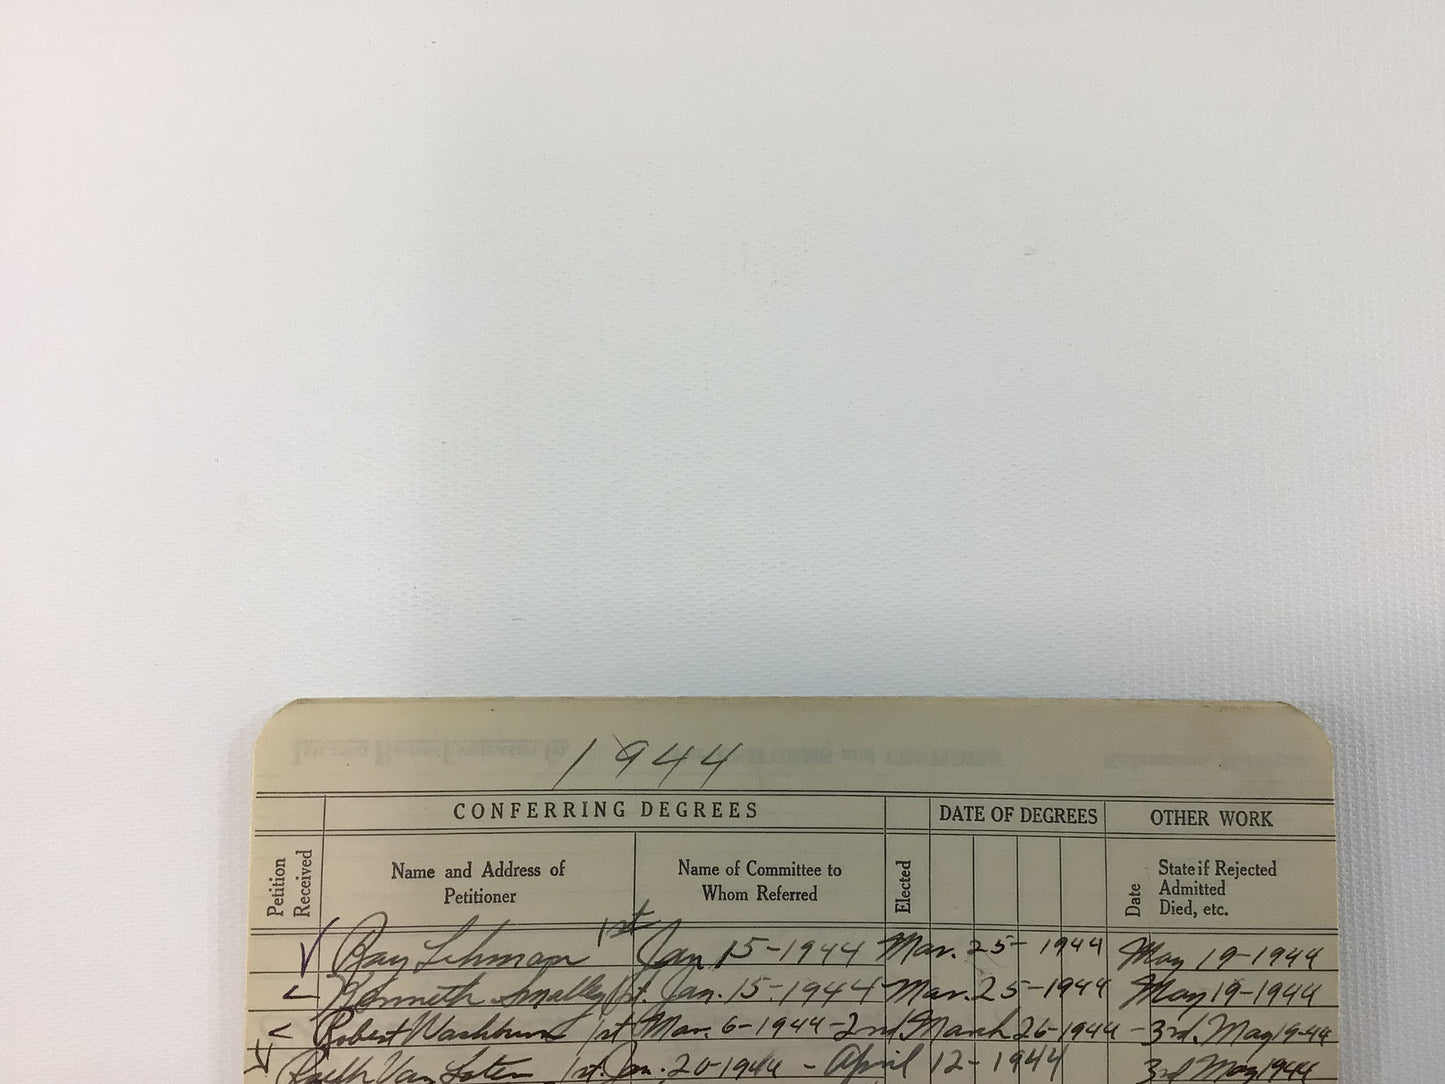 1944
CONFERRING DEGREES DATE OF DEGREES OTHER WORK
Petition Received Name and Address of Petitioner Name of Committee to Whom Referred Elected Date State if Rejected Admitted Died, etc.
Ray Lehman 1st Jan 15-1944 Mar. 25-1944 May 19-1944
Kenneth Smalley 1st. Jan. 15-1944 Mar. 25-1944 May 19-1944
Robert Washburn 1st Mar. 6-1944-2nd March 26-1944-3rd. May 19-44
Van 1st. Jan. 20-1944 - April 12-1944 3rd May 1944